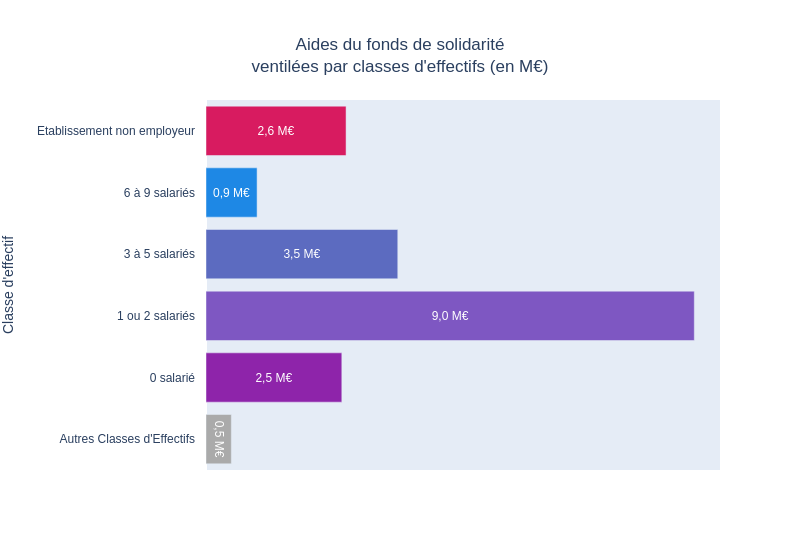 Aides du fonds de solidarité
ventilées par classes d'effectifs (en M€)
Classe d'effectif
Etablissement non employeur
2,6 M€
6 à 9 salariés
0,9 M€
3 à 5 salariés
3,5 M€
1 ou 2 salariés
9,0 M€
0 salarié
2,5 M€
Autres Classes d'Effectifs
0,5 M€